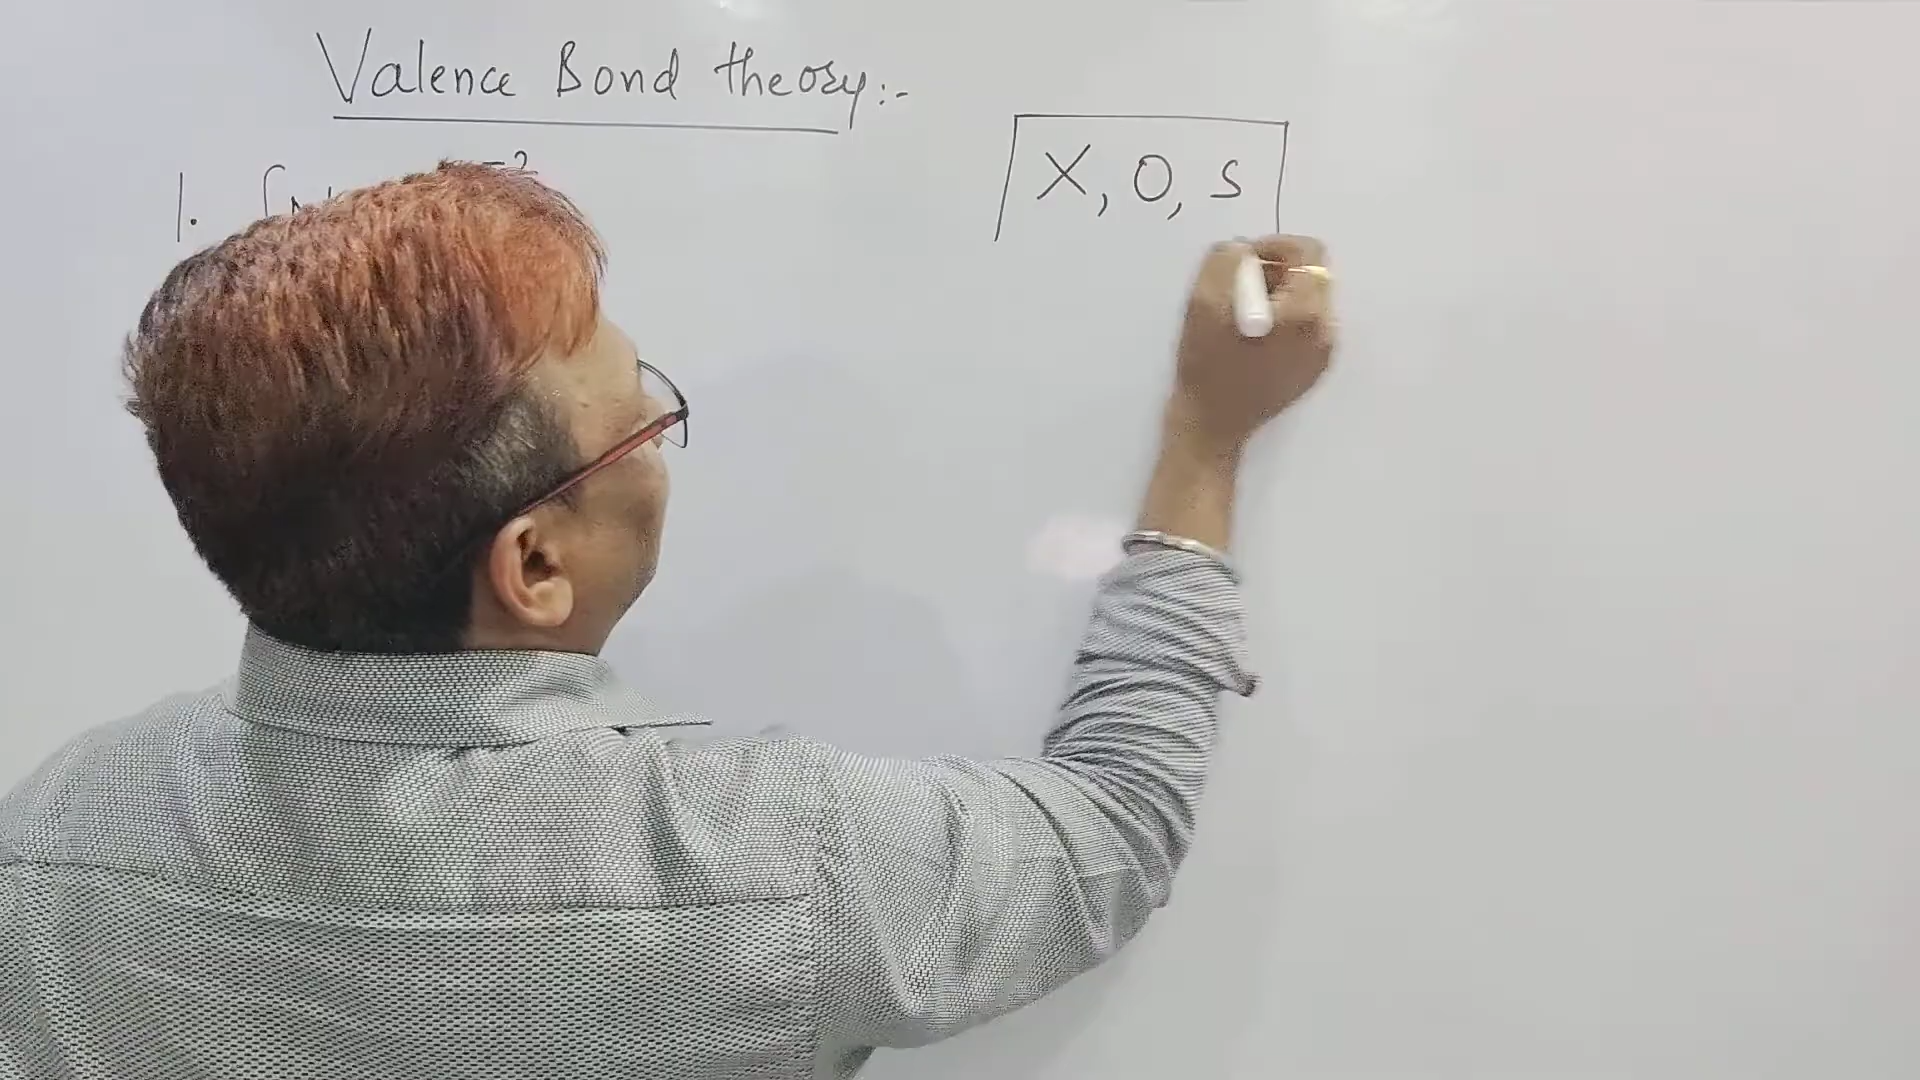 Valence Bond theory:-
X, O, S
1.